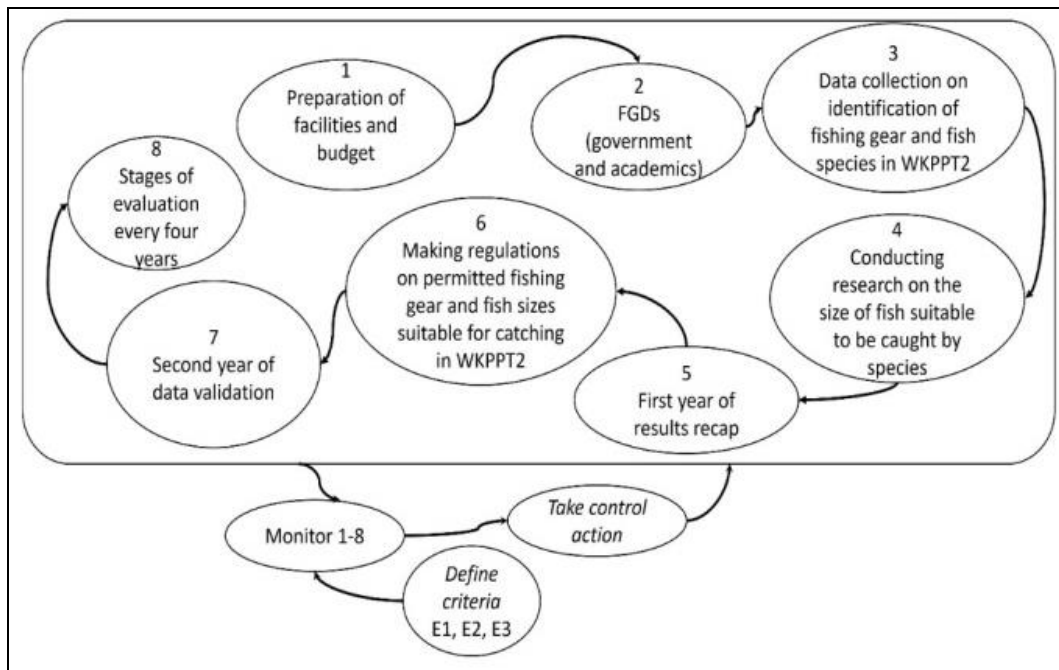 1
Preparation of
facilities and
budget
2
FGDs
(government
and academics)
3
Data collection on
identification of
fishing gear and fish
species in WKPPT2
4
Conducting
research on the
size of fish suitable
to be caught by
species
5
First year of
results recap
6
Making regulations
on permitted fishing
gear and fish sizes
suitable for catching
in WKPPT2
7
Second year of
data validation
8
Stages of
evaluation
every four
years
Monitor 1-8
Take control
action
Define
criteria
E1, E2, E3